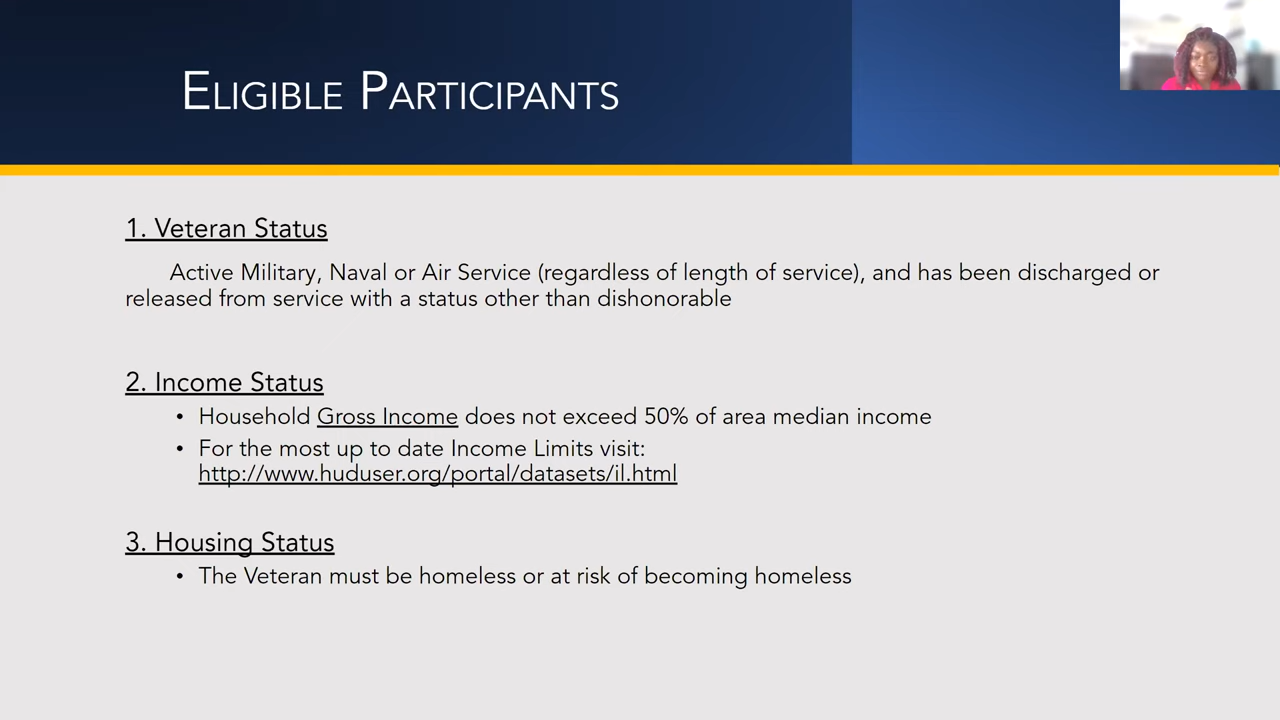 ELIGIBLE PARTICIPANTS
1. Veteran Status
Active Military, Naval or Air Service (regardless of length of service), and has been discharged or
released from service with a status other than dishonorable
2. Income Status
• Household Gross Income does not exceed 50% of area median income
• For the most up to date Income Limits visit:
http://www.huduser.org/portal/datasets/il.html
3. Housing Status
• The Veteran must be homeless or at risk of becoming homeless